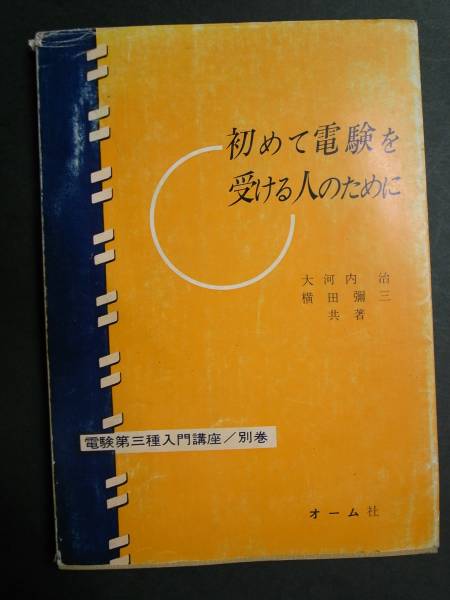 初めて電験を
受ける人のために
大河内 治
横田彌三
共著
電験第三種入門講座/別巻
オーム社